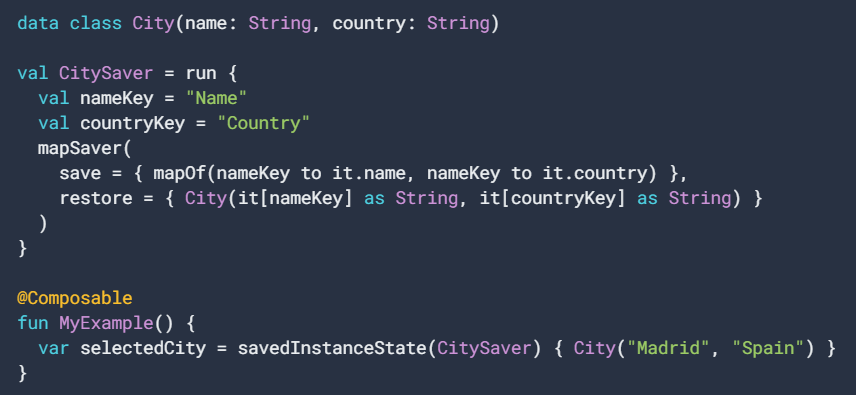 data class City(name: String, country: String)
val CitySaver = run {
val nameKey = "Name"
val countryKey = "Country"
mapSaver(
save = { mapOf(nameKey to it.name, nameKey to it.country) },
restore = { City(it[nameKey] as String, it[countryKey] as String) }
)
}
@Composable
fun MyExample() {
var selectedCity = savedInstanceState(CitySaver) { City("Madrid", "Spain") }
}